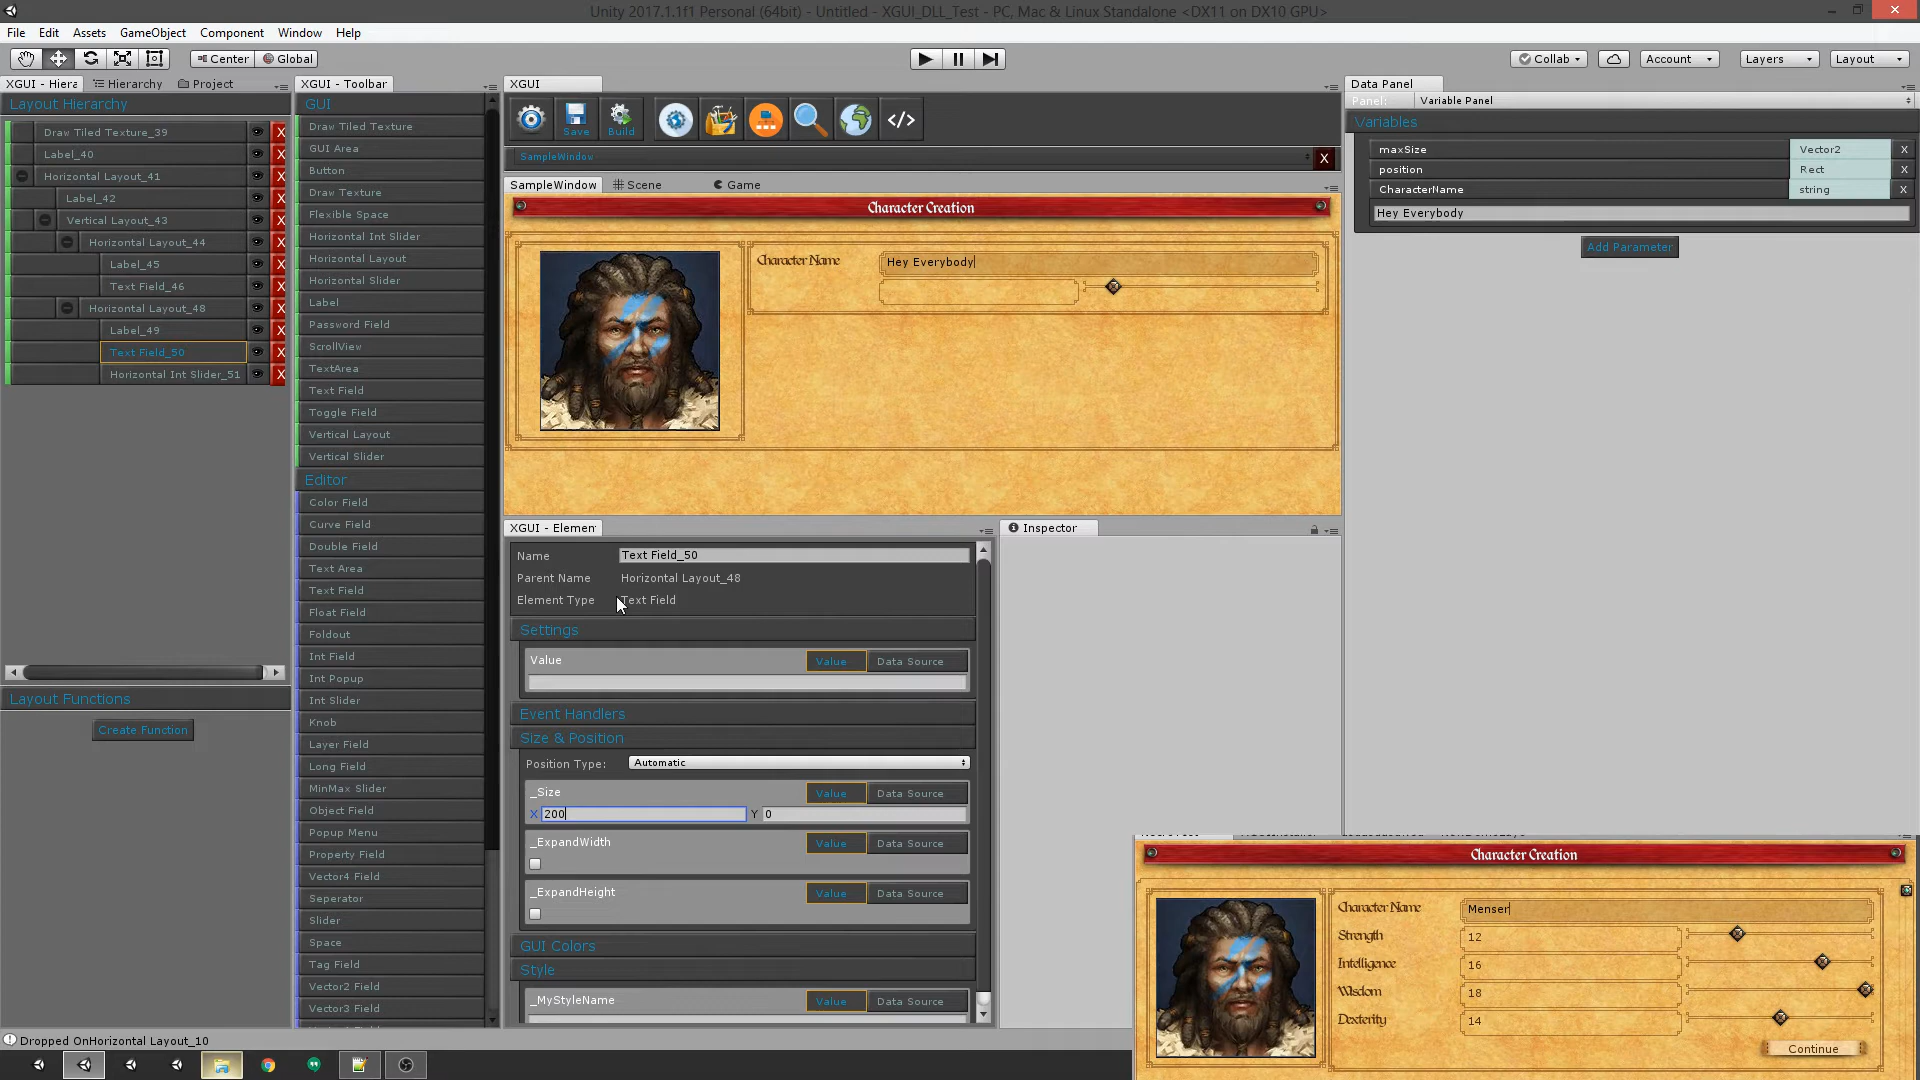 Unity 2017.1.1f1 Personal (64bit) - Untitled - XGUI_DLL_Test - PC, Mac & Linux Standalone <DX11 on DX10 GPU>
File Edit Assets GameObject Component Window Help
Center Global Collab Account Layers Layout
XGUI - Hiera Hierarchy Project
Layout Hierarchy
Draw Tiled Texture_39 X
Label_40 X
Horizontal Layout_41 X
Label_42 X
Vertical Layout_43 X
Horizontal Layout_44 X
Label_45 X
Text Field_46 X
Horizontal Layout_48 X
Label_49 X
Text Field_50 X
Horizontal Int Slider_51 X
Layout Functions
Create Function
XGUI - Toolbar
GUI
Draw Tiled Texture
GUI Area
Button
Draw Texture
Flexible Space
Horizontal Int Slider
Horizontal Layout
Horizontal Slider
Label
Password Field
ScrollView
TextArea
Text Field
Toggle Field
Vertical Layout
Vertical Slider
Editor
Color Field
Curve Field
Double Field
Text Area
Text Field
Float Field
Foldout
Int Field
Int Popup
Int Slider
Knob
Layer Field
Long Field
MinMax Slider
Object Field
Popup Menu
Property Field
Vector4 Field
Seperator
Slider
Space
Tag Field
Vector2 Field
Vector3 Field
XGUI
Save Build </>
SampleWindow X
SampleWindow Scene Game
Character Creation
Character Name Hey Everybody
XGUI - Elemen
Name Text Field_50
Parent Name Horizontal Layout_48
Element Type Text Field
Settings
Value Value Data Source
Event Handlers
Size & Position
Position Type: Automatic
_Size Value Data Source
X 200 Y 0
_ExpandWidth Value Data Source
_ExpandHeight Value Data Source
GUI Colors
Style
_MyStyleName Value Data Source
Inspector
Data Panel
Panel: Variable Panel
Variables
maxSize Vector2 X
position Rect X
CharacterName string X
Hey Everybody
Add Parameter
Character Creation
Character Name Menser
Strength 12
Intelligence 16
Wisdom 18
Dexterity 14
Continue
Dropped OnHorizontal Layout_10